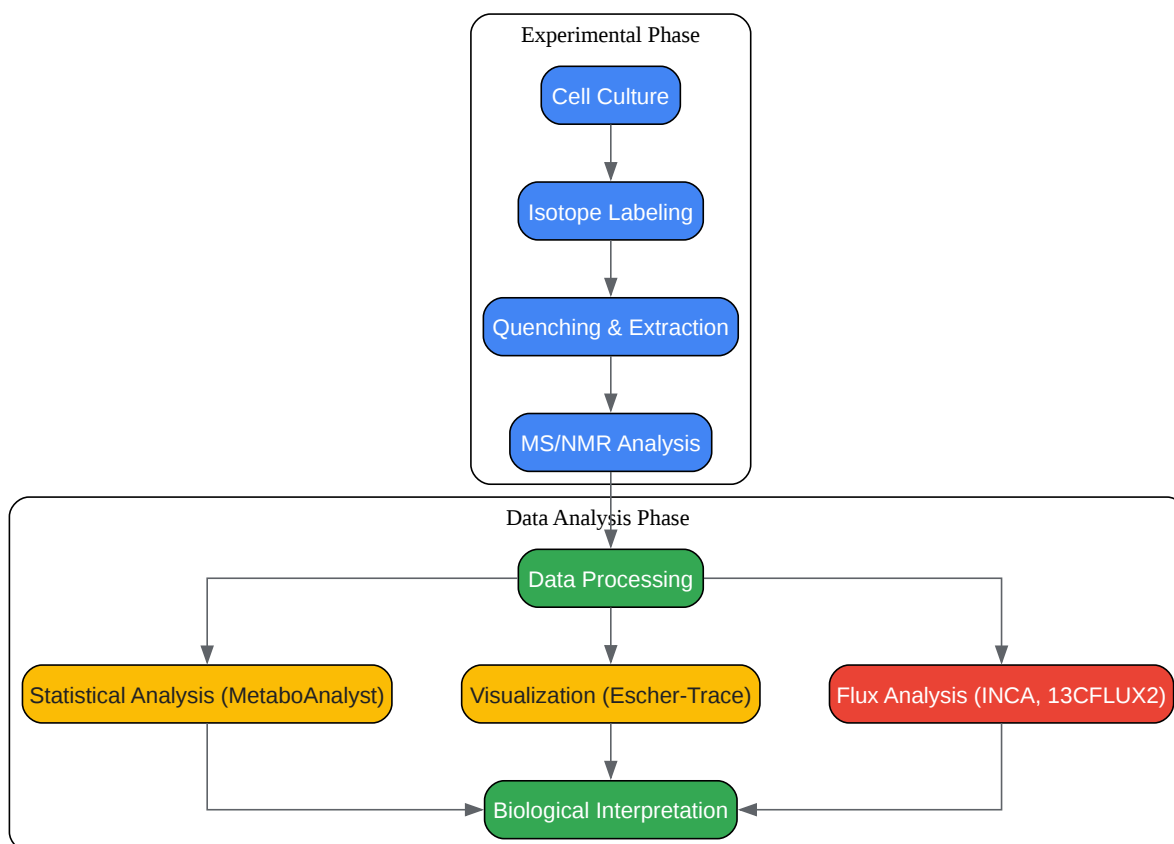 Experimental Phase
Cell Culture
Isotope Labeling
Quenching & Extraction
MS/NMR Analysis
Data Analysis Phase
Data Processing
Statistical Analysis (MetaboAnalyst)
Visualization (Escher-Trace)
Flux Analysis (INCA, 13CFLUX2)
Biological Interpretation